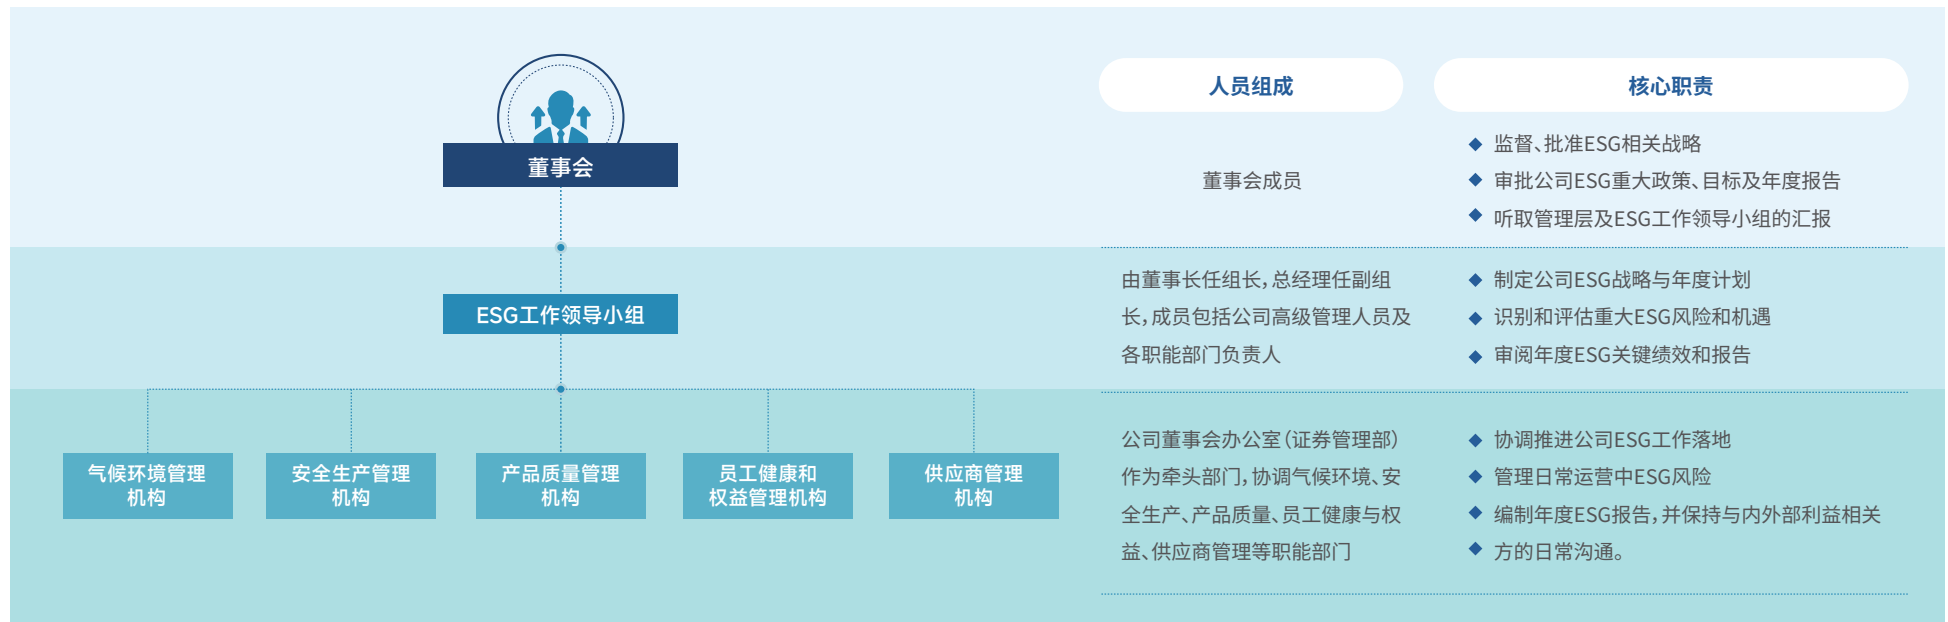 人员组成
核心职责
董事会
董事会成员
监督、批准ESG相关战略
审批公司ESG重大政策、目标及年度报告
听取管理层及ESG工作领导小组的汇报
ESG工作领导小组
由董事长任组长，总经理任副组
长，成员包括公司高级管理人员及
各职能部门负责人
制定公司ESG战略与年度计划
识别和评估重大ESG风险和机遇
审阅年度ESG关键绩效和报告
气候环境管理
机构
安全生产管理
机构
产品质量管理
机构
员工健康和
权益管理机构
供应商管理
机构
公司董事会办公室（证券管理部）
作为牵头部门，协调气候环境、安
全生产、产品质量、员工健康与权
益、供应商管理等职能部门
协调推进公司ESG工作落地
管理日常运营中ESG风险
编制年度ESG报告，并保持与内外部利益相关
方的日常沟通。